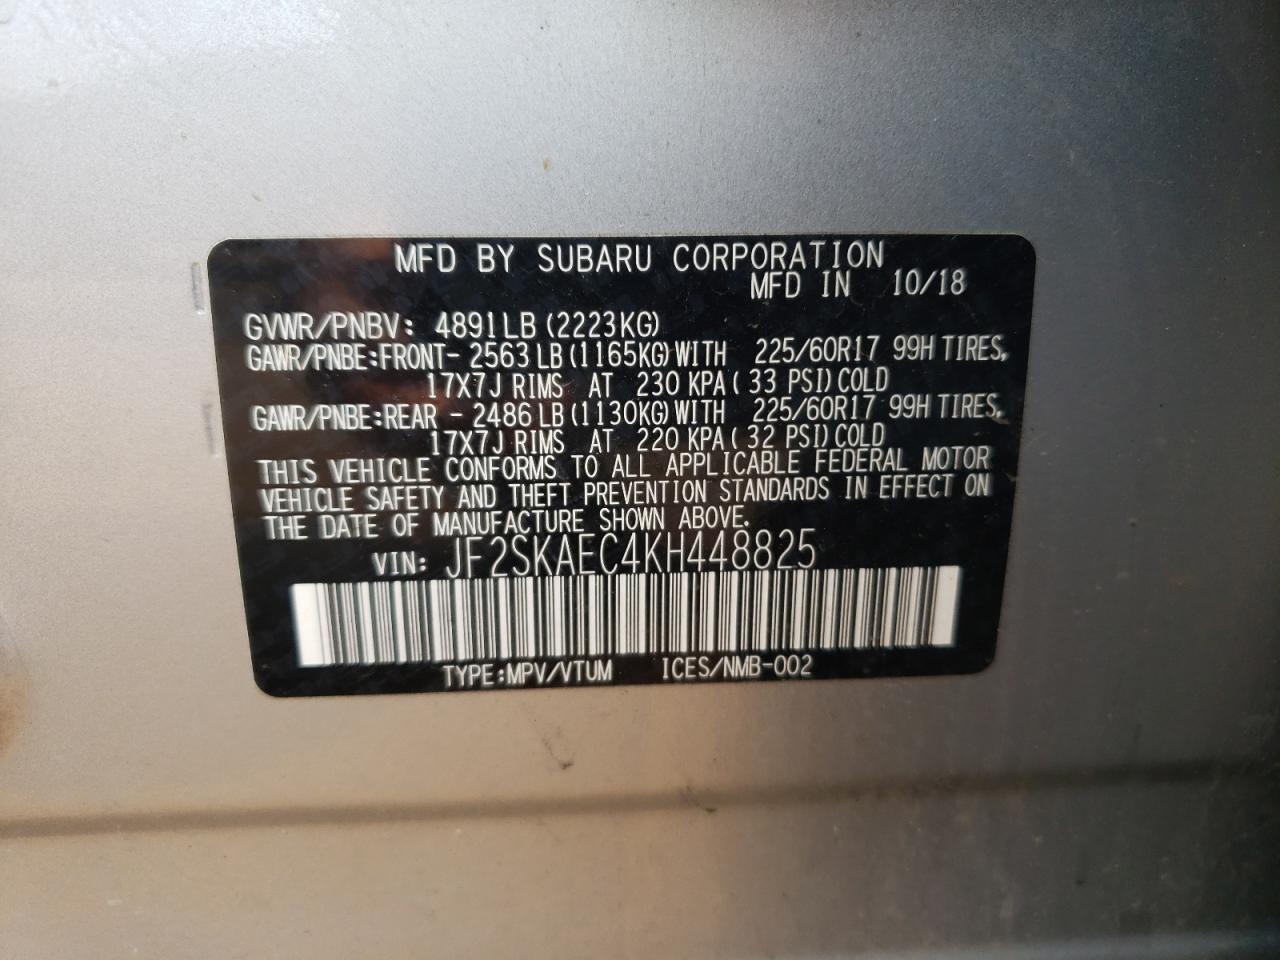 MFD BY SUBARU CORPORATION
MFD IN 10/18
GVWR/PNBV: 4891LB (2223KG)
GAWR/PNBE:FRONT- 2563 LB (1165KG) WITH 225/60R17 99H TIRES,
17X7J RIMS AT 230 KPA ( 33 PSI) COLD
GAWR/PNBE:REAR - 2486 LB (1130KG) WITH 225/60R17 99H TIRES,
17X7J RIMS AT 220 KPA ( 32 PSI) COLD
THIS VEHICLE CONFORMS TO ALL APPLICABLE FEDERAL MOTOR
VEHICLE SAFETY AND THEFT PREVENTION STANDARDS IN EFFECT ON
THE DATE OF MANUFACTURE SHOWN ABOVE.
VIN: JF2SKAEC4KH448825
TYPE:MPV/VTUM ICES/NMB-002